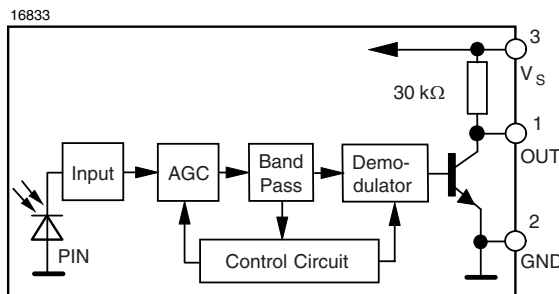 16833
3
V_S
30 kΩ
1
OUT
Input
AGC
Band
Pass
Demo-
dulator
2
GND
PIN
Control Circuit